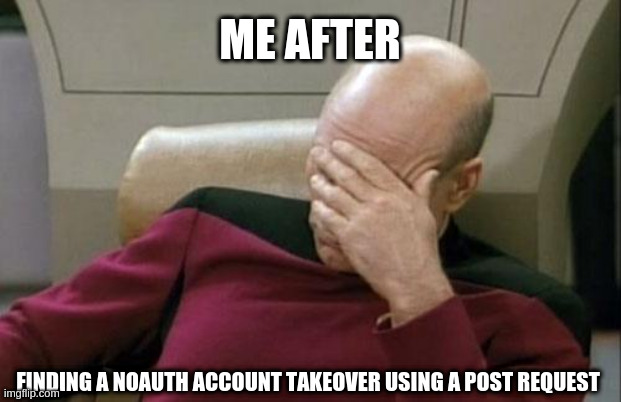 ME AFTER
FINDING A NOAUTH ACCOUNT TAKEOVER USING A POST REQUEST
imgflip.com